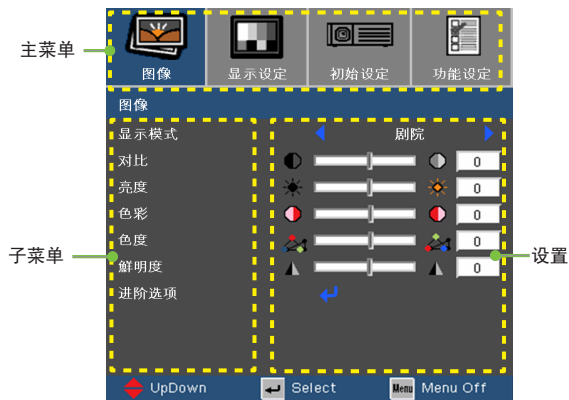 主菜单
图像 显示设定 初始设定 功能设定
图像
显示模式 剧院
对比 0
亮度 0
色彩 0
色度 0
子菜单 设置
鮮明度 0
进阶选项
UpDown Select Menu Menu Off